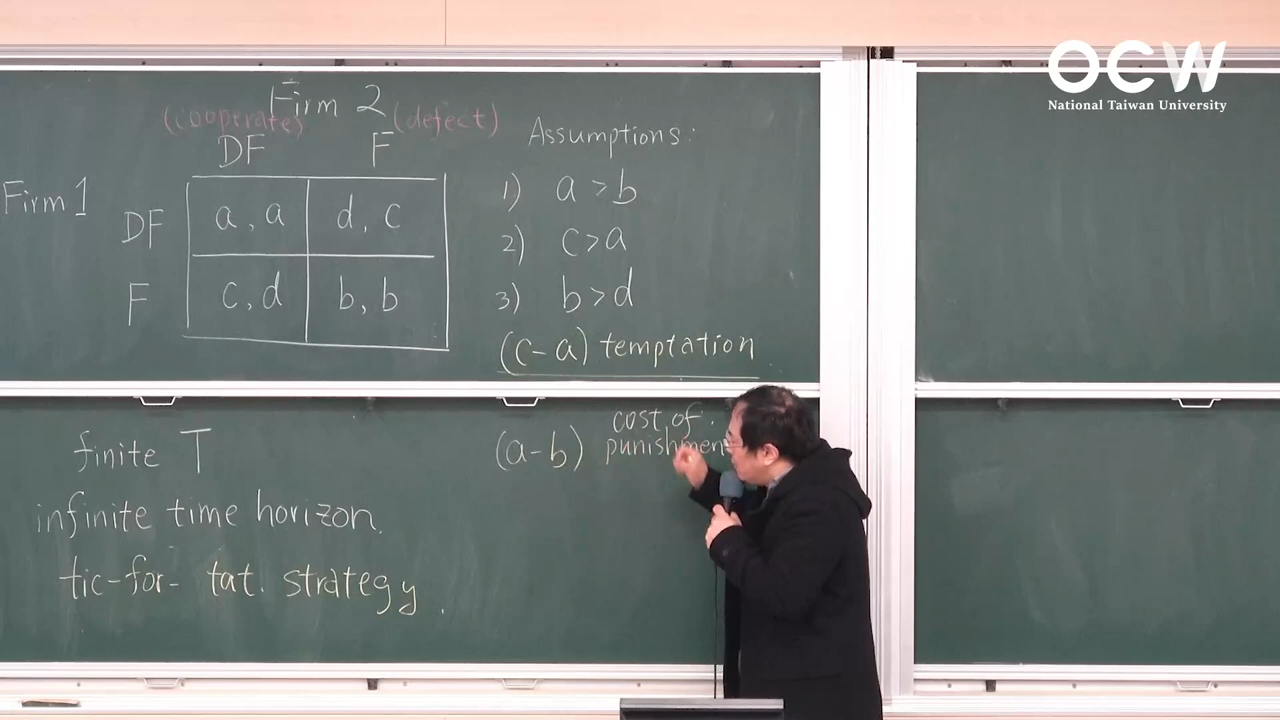 OCW
National Taiwan University
Firm 2
(cooperate) (defect)
DF F
Firm 1
DF a, a d, c
F c, d b, b
Assumptions:
1) a > b
2) c > a
3) b > d
(c-a) temptation
(a-b) cost of
punishmen
finite T
infinite time horizon.
tic-for- tat. strategy.